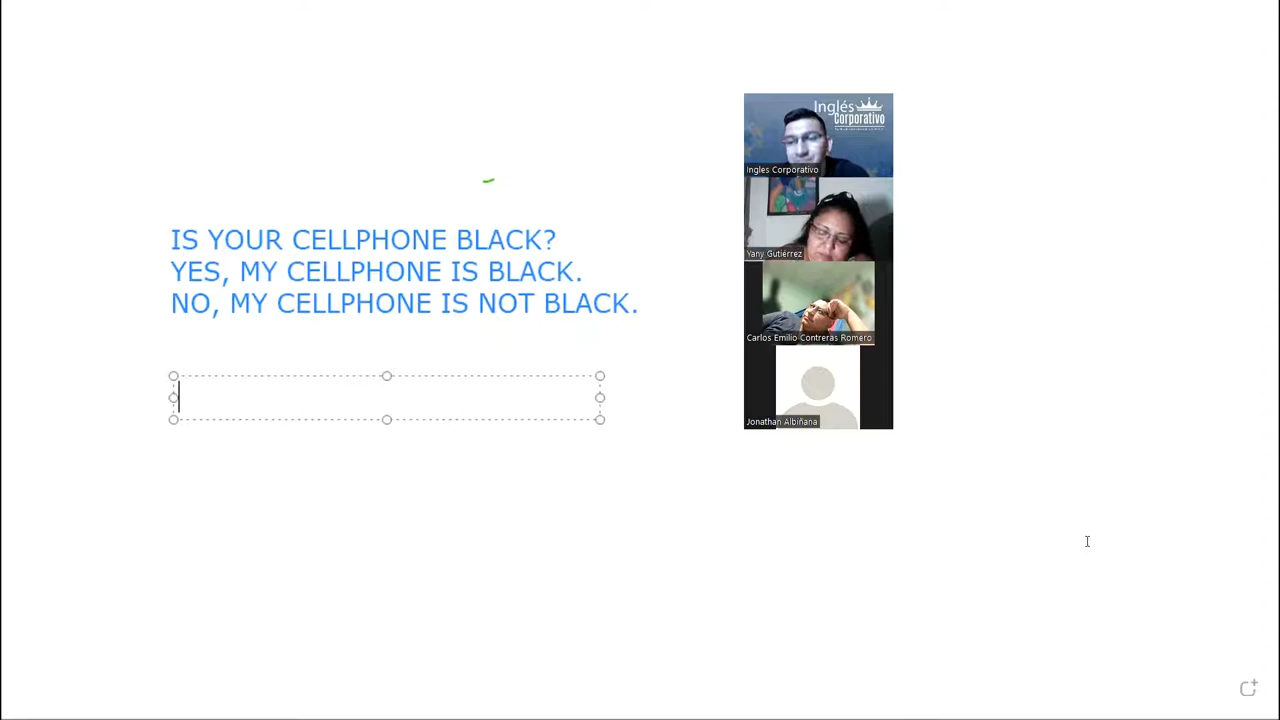 IS YOUR CELLPHONE BLACK?
YES, MY CELLPHONE IS BLACK.
NO, MY CELLPHONE IS NOT BLACK.
Inglés
Corporativo
Ingles Corporativo
Yany Gutiérrez
Carlos Emilio Contreras Romero
Jonathan Albiñana